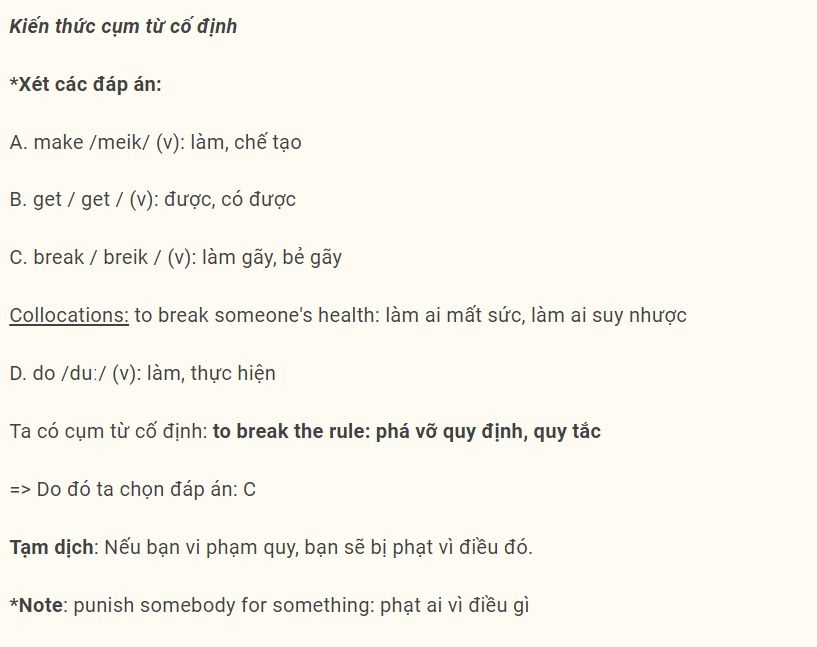 Kiến thức cụm từ cố định
*Xét các đáp án:
A. make /meik/ (v): làm, chế tạo
B. get / get / (v): được, có được
C. break / breik / (v): làm gãy, bẻ gãy
Collocations: to break someone's health: làm ai mất sức, làm ai suy nhược
D. do /du:/ (v): làm, thực hiện
Ta có cụm từ cố định: to break the rule: phá vỡ quy định, quy tắc
=> Do đó ta chọn đáp án: C
Tạm dịch: Nếu bạn vi phạm quy, bạn sẽ bị phạt vì điều đó.
*Note: punish somebody for something: phạt ai vì điều gì